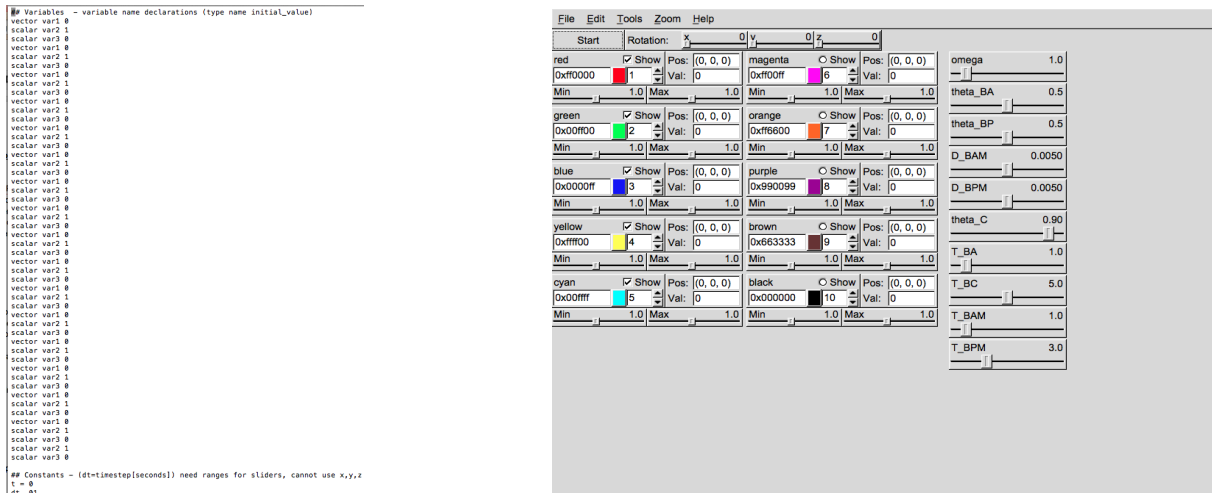 ## Variables – variable name declarations (type name initial_value)
vector var1 0
scalar var2 1
scalar var3 0
vector var1 0
scalar var2 1
scalar var3 0
vector var1 0
scalar var2 1
scalar var3 0
vector var1 0
scalar var2 1
scalar var3 0
vector var1 0
scalar var2 1
scalar var3 0
vector var1 0
scalar var2 1
scalar var3 0
vector var1 0
scalar var2 1
scalar var3 0
vector var1 0
scalar var2 1
scalar var3 0
vector var1 0
scalar var2 1
scalar var3 0
vector var1 0
scalar var2 1
scalar var3 0
vector var1 0
scalar var2 1
scalar var3 0
vector var1 0
scalar var2 1
scalar var3 0
vector var1 0
scalar var2 1
scalar var3 0
vector var1 0
scalar var2 1
scalar var3 0
vector var1 0
scalar var2 1
scalar var3 0
vector var1 0
scalar var2 1
scalar var3 0
scalar var2 1
scalar var3 0
## Constants – (dt=timestep[seconds]) need ranges for sliders, cannot use x,y,z
t = 0
File Edit Tools Zoom Help
Start Rotation: x 0 y 0 z 0
red Show Pos: (0, 0, 0)
0xff0000 1 Val: 0
Min 1.0 Max 1.0
magenta Show Pos: (0, 0, 0)
0xff00ff 6 Val: 0
Min 1.0 Max 1.0
green Show Pos: (0, 0, 0)
0x00ff00 2 Val: 0
Min 1.0 Max 1.0
orange Show Pos: (0, 0, 0)
0xff6600 7 Val: 0
Min 1.0 Max 1.0
blue Show Pos: (0, 0, 0)
0x0000ff 3 Val: 0
Min 1.0 Max 1.0
purple Show Pos: (0, 0, 0)
0x990099 8 Val: 0
Min 1.0 Max 1.0
yellow Show Pos: (0, 0, 0)
0xffff00 4 Val: 0
Min 1.0 Max 1.0
brown Show Pos: (0, 0, 0)
0x663333 9 Val: 0
Min 1.0 Max 1.0
cyan Show Pos: (0, 0, 0)
0x00ffff 5 Val: 0
Min 1.0 Max 1.0
black Show Pos: (0, 0, 0)
0x000000 10 Val: 0
Min 1.0 Max 1.0
omega 1.0
theta_BA 0.5
theta_BP 0.5
D_BAM 0.0050
D_BPM 0.0050
theta_C 0.90
T_BA 1.0
T_BC 5.0
T_BAM 1.0
T_BPM 3.0